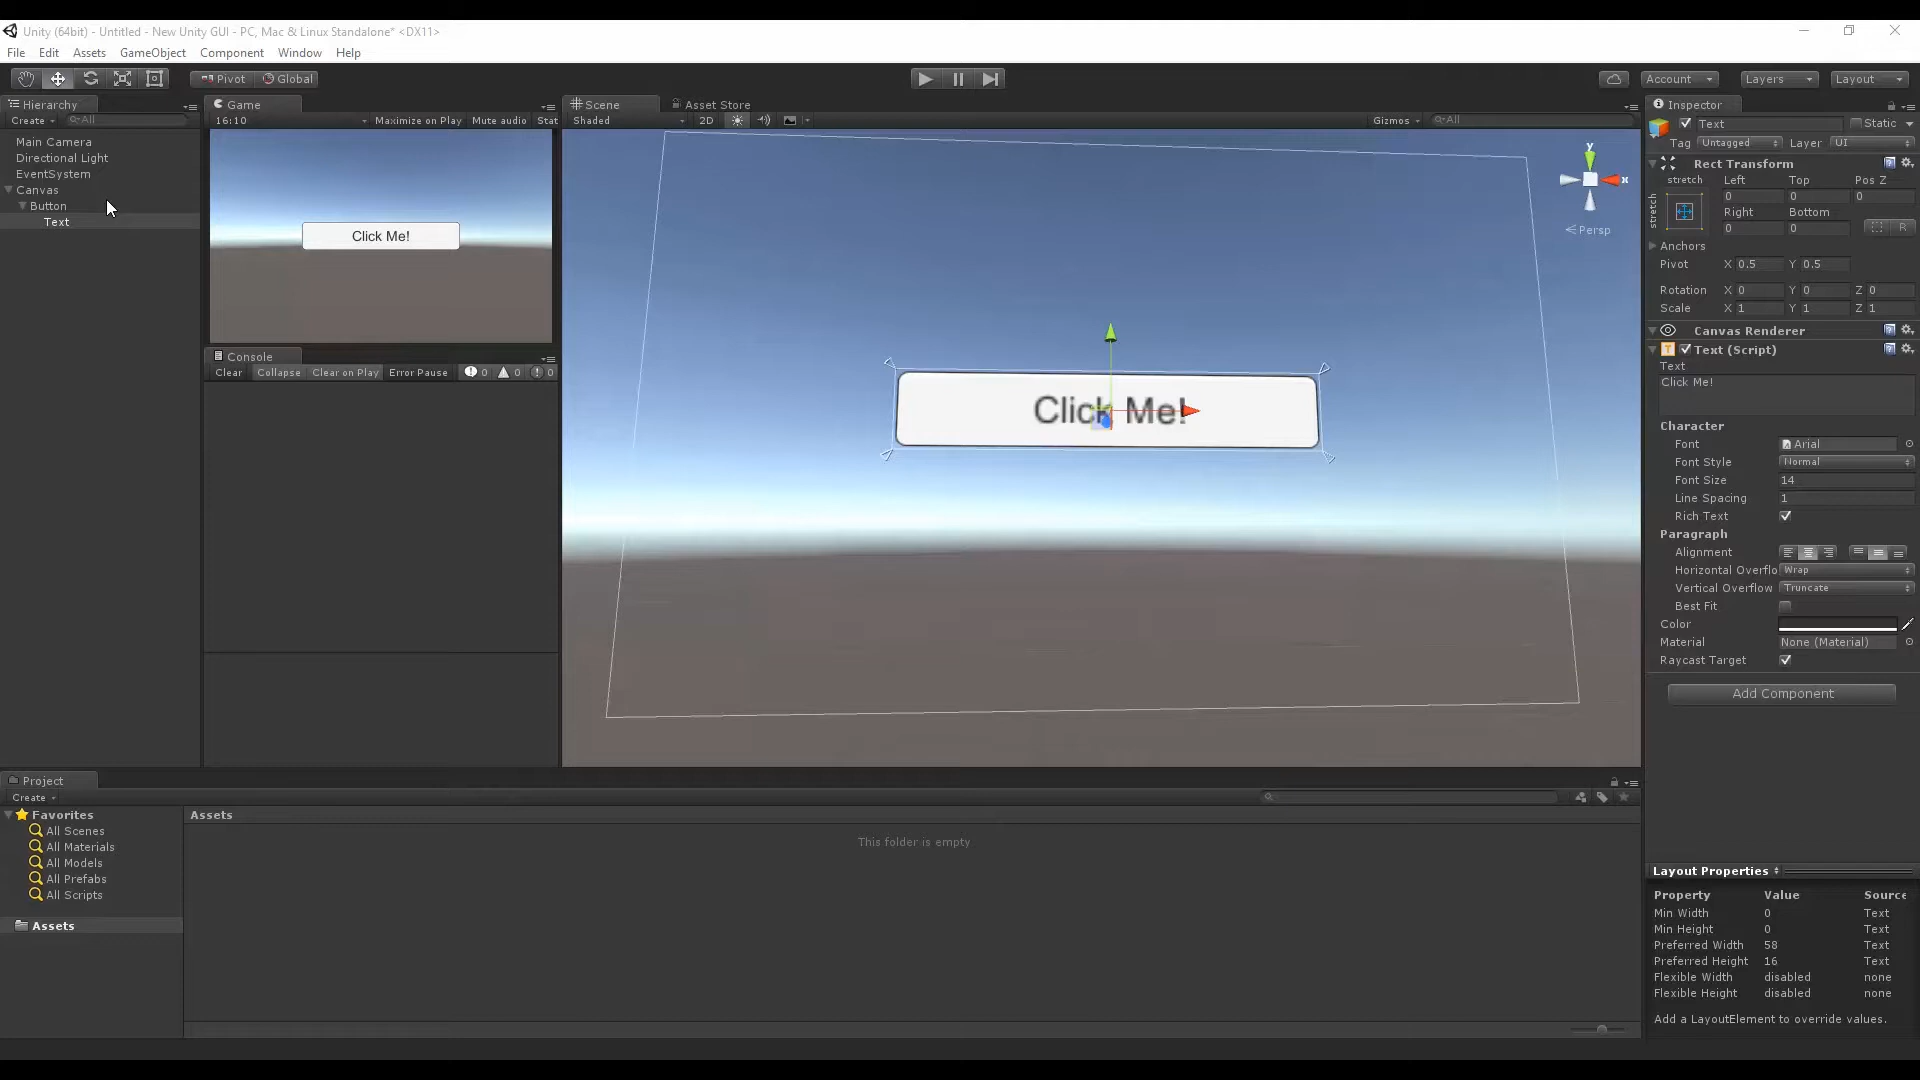 Unity (64bit) - Untitled - New Unity GUI - PC, Mac & Linux Standalone* <DX11>
File Edit Assets GameObject Component Window Help
Pivot Global Account Layers Layout
Hierarchy
Create All
Main Camera
Directional Light
EventSystem
Canvas
Button
Text
Game
16:10 Maximize on Play Mute audio Stat
Click Me!
Console
Clear Collapse Clear on Play Error Pause 0 0 0
Scene Asset Store
Shaded 2D Gizmos All
y
x
Persp
Click Me!
Inspector
Text Static
Tag Untagged Layer UI
Rect Transform
stretch Left Top Pos Z
stretch
0 0 0
Right Bottom
0 0 R
Anchors
Pivot X 0.5 Y 0.5
Rotation X 0 Y 0 Z 0
Scale X 1 Y 1 Z 1
Canvas Renderer
Text (Script)
Text
Click Me!
Character
Font Arial
Font Style Normal
Font Size 14
Line Spacing 1
Rich Text
Paragraph
Alignment
Horizontal Overflo Wrap
Vertical Overflow Truncate
Best Fit
Color
Material None (Material)
Raycast Target
Add Component
Project
Create
Favorites
All Scenes
All Materials
All Models
All Prefabs
All Scripts
Assets
Assets
This folder is empty
Layout Properties
Property Value Source
Min Width 0 Text
Min Height 0 Text
Preferred Width 58 Text
Preferred Height 16 Text
Flexible Width disabled none
Flexible Height disabled none
Add a LayoutElement to override values.